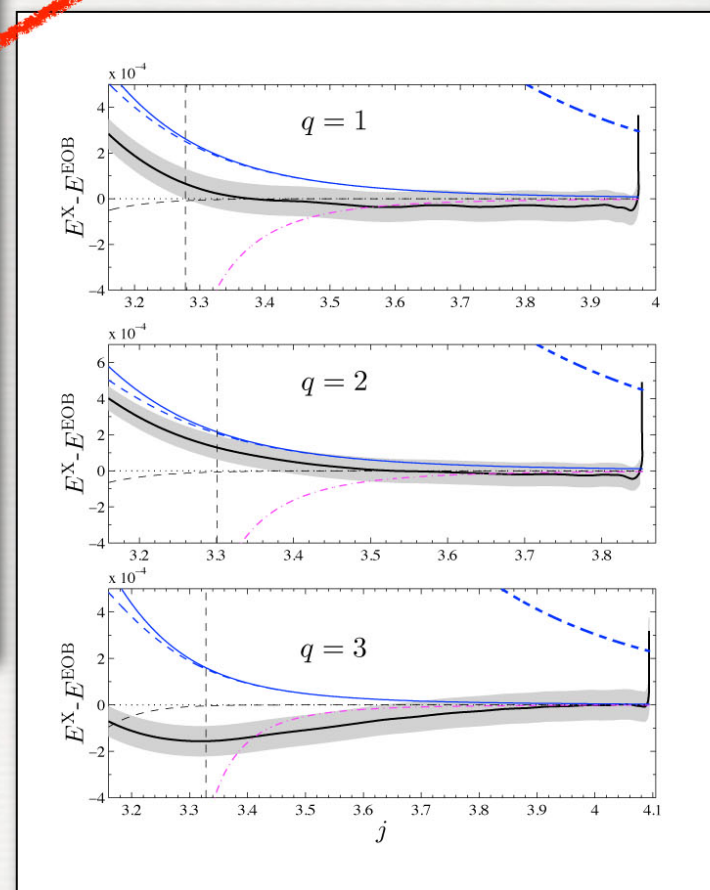 x 10⁻⁴
4
2
0
−2
−4
q = 1
E^X-E^EOB
3.2 3.3 3.4 3.5 3.6 3.7 3.8 3.9 4
x 10⁻⁴
6
4
2
0
−2
−4
q = 2
E^X-E^EOB
3.2 3.3 3.4 3.5 3.6 3.7 3.8
x 10⁻⁴
4
2
0
−2
−4
q = 3
E^X-E^EOB
3.2 3.3 3.4 3.5 3.6 3.7 3.8 3.9 4 4.1
j